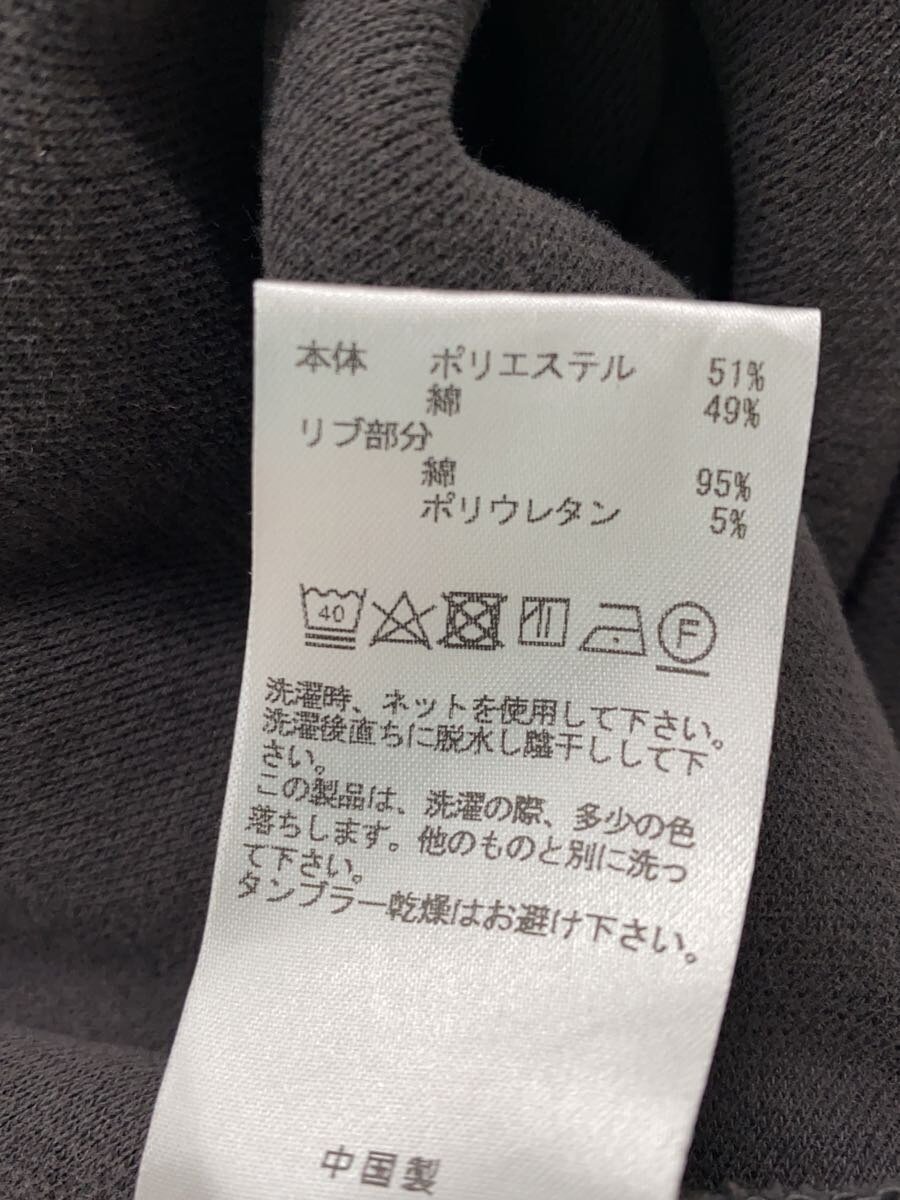 本体 ポリエステル 51%
綿 49%
リブ部分
綿 95%
ポリウレタン 5%
40 F
洗濯時、ネットを使用して下さい。
洗濯後直ちに脱水し陰干しして下
さい。
この製品は、洗濯の際、多少の色
落ちします。他のものと別に洗っ
て下さい。
タンブラー乾燥はお避け下さい。
中国製